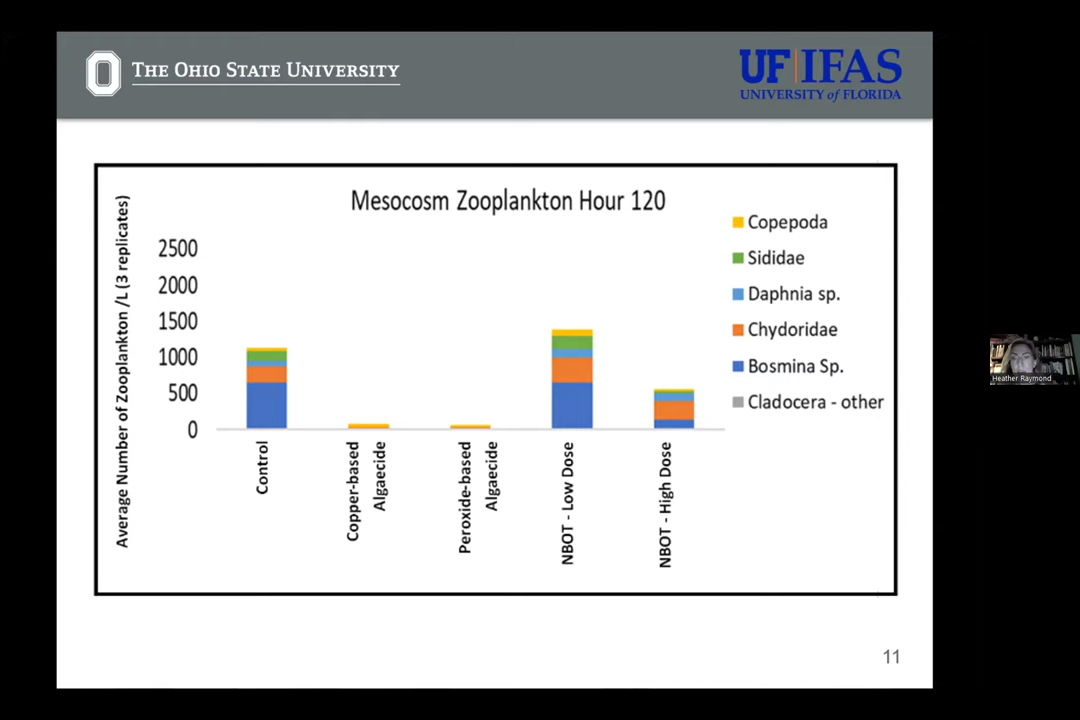 THE OHIO STATE UNIVERSITY
UF|IFAS
UNIVERSITY of FLORIDA
Mesocosm Zooplankton Hour 120
Average Number of Zooplankton /L (3 replicates)
2500
2000
1500
1000
500
0
Control
Copper-based
Algaecide
Peroxide-based
Algaecide
NBOT - Low Dose
NBOT - High Dose
Copepoda
Sididae
Daphnia sp.
Chydoridae
Bosmina Sp.
Cladocera - other
11
Heather Raymond